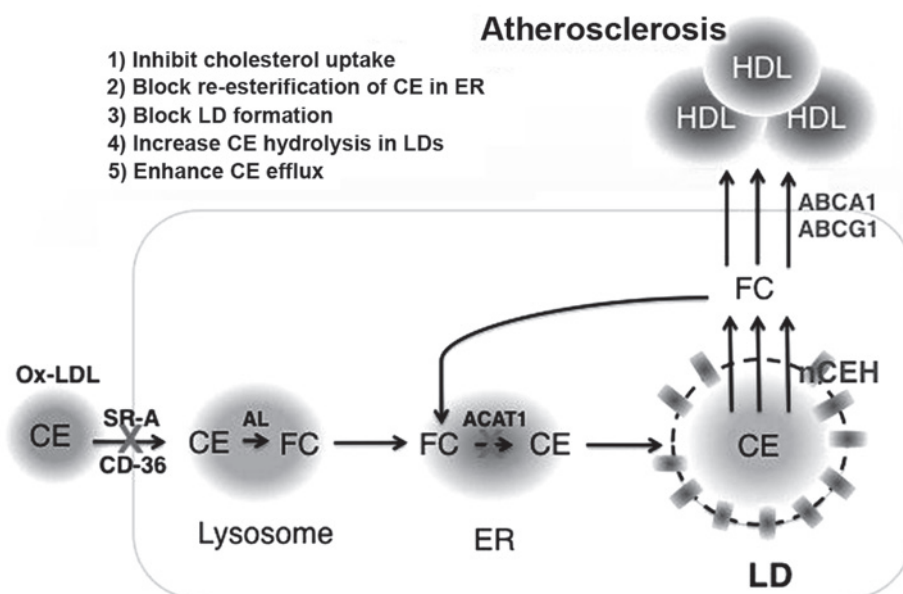 Atherosclerosis
1) Inhibit cholesterol uptake
2) Block re-esterification of CE in ER
3) Block LD formation
4) Increase CE hydrolysis in LDs
5) Enhance CE efflux
HDL
HDL HDL
ABCA1
ABCG1
FC
Ox-LDL
CE
SR-A
CD-36
CE AL FC
Lysosome
FC ACAT1 CE
ER
nCEH
CE
LD